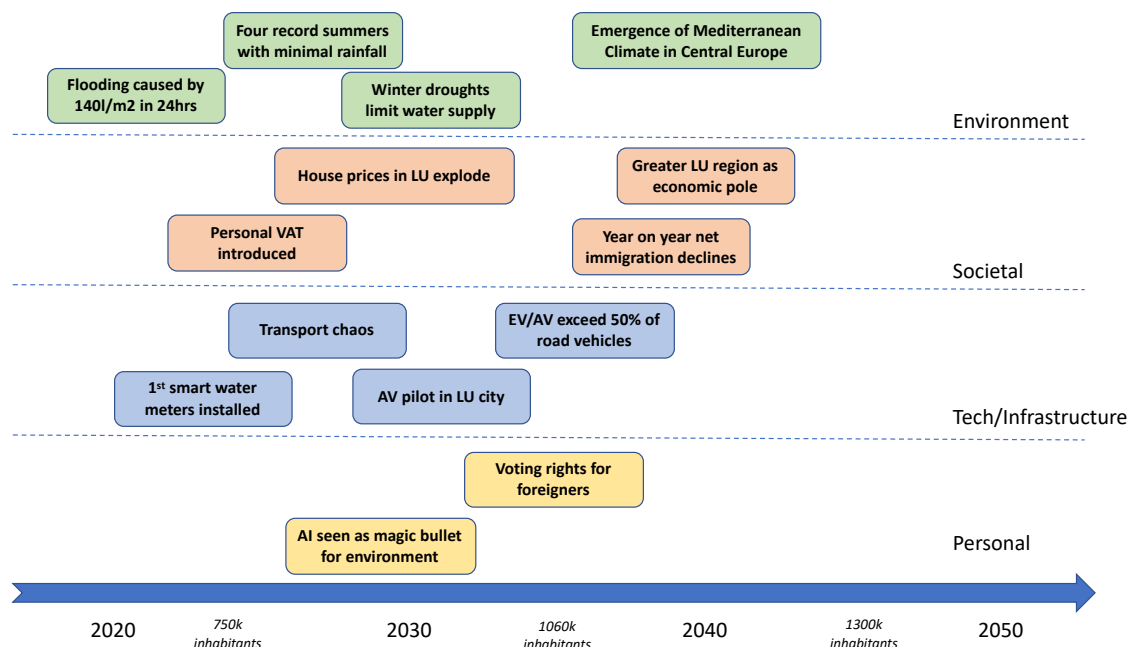 Four record summers
with minimal rainfall
Emergence of Mediterranean
Climate in Central Europe
Flooding caused by
140l/m2 in 24hrs
Winter droughts
limit water supply
Environment
House prices in LU explode
Greater LU region as
economic pole
Personal VAT
introduced
Year on year net
immigration declines
Societal
Transport chaos
EV/AV exceed 50% of
road vehicles
1st smart water
meters installed
AV pilot in LU city
Tech/Infrastructure
Voting rights for
foreigners
AI seen as magic bullet
for environment
Personal
2020
750k
inhabitants
2030
1060k
inhabitants
2040
1300k
inhabitants
2050